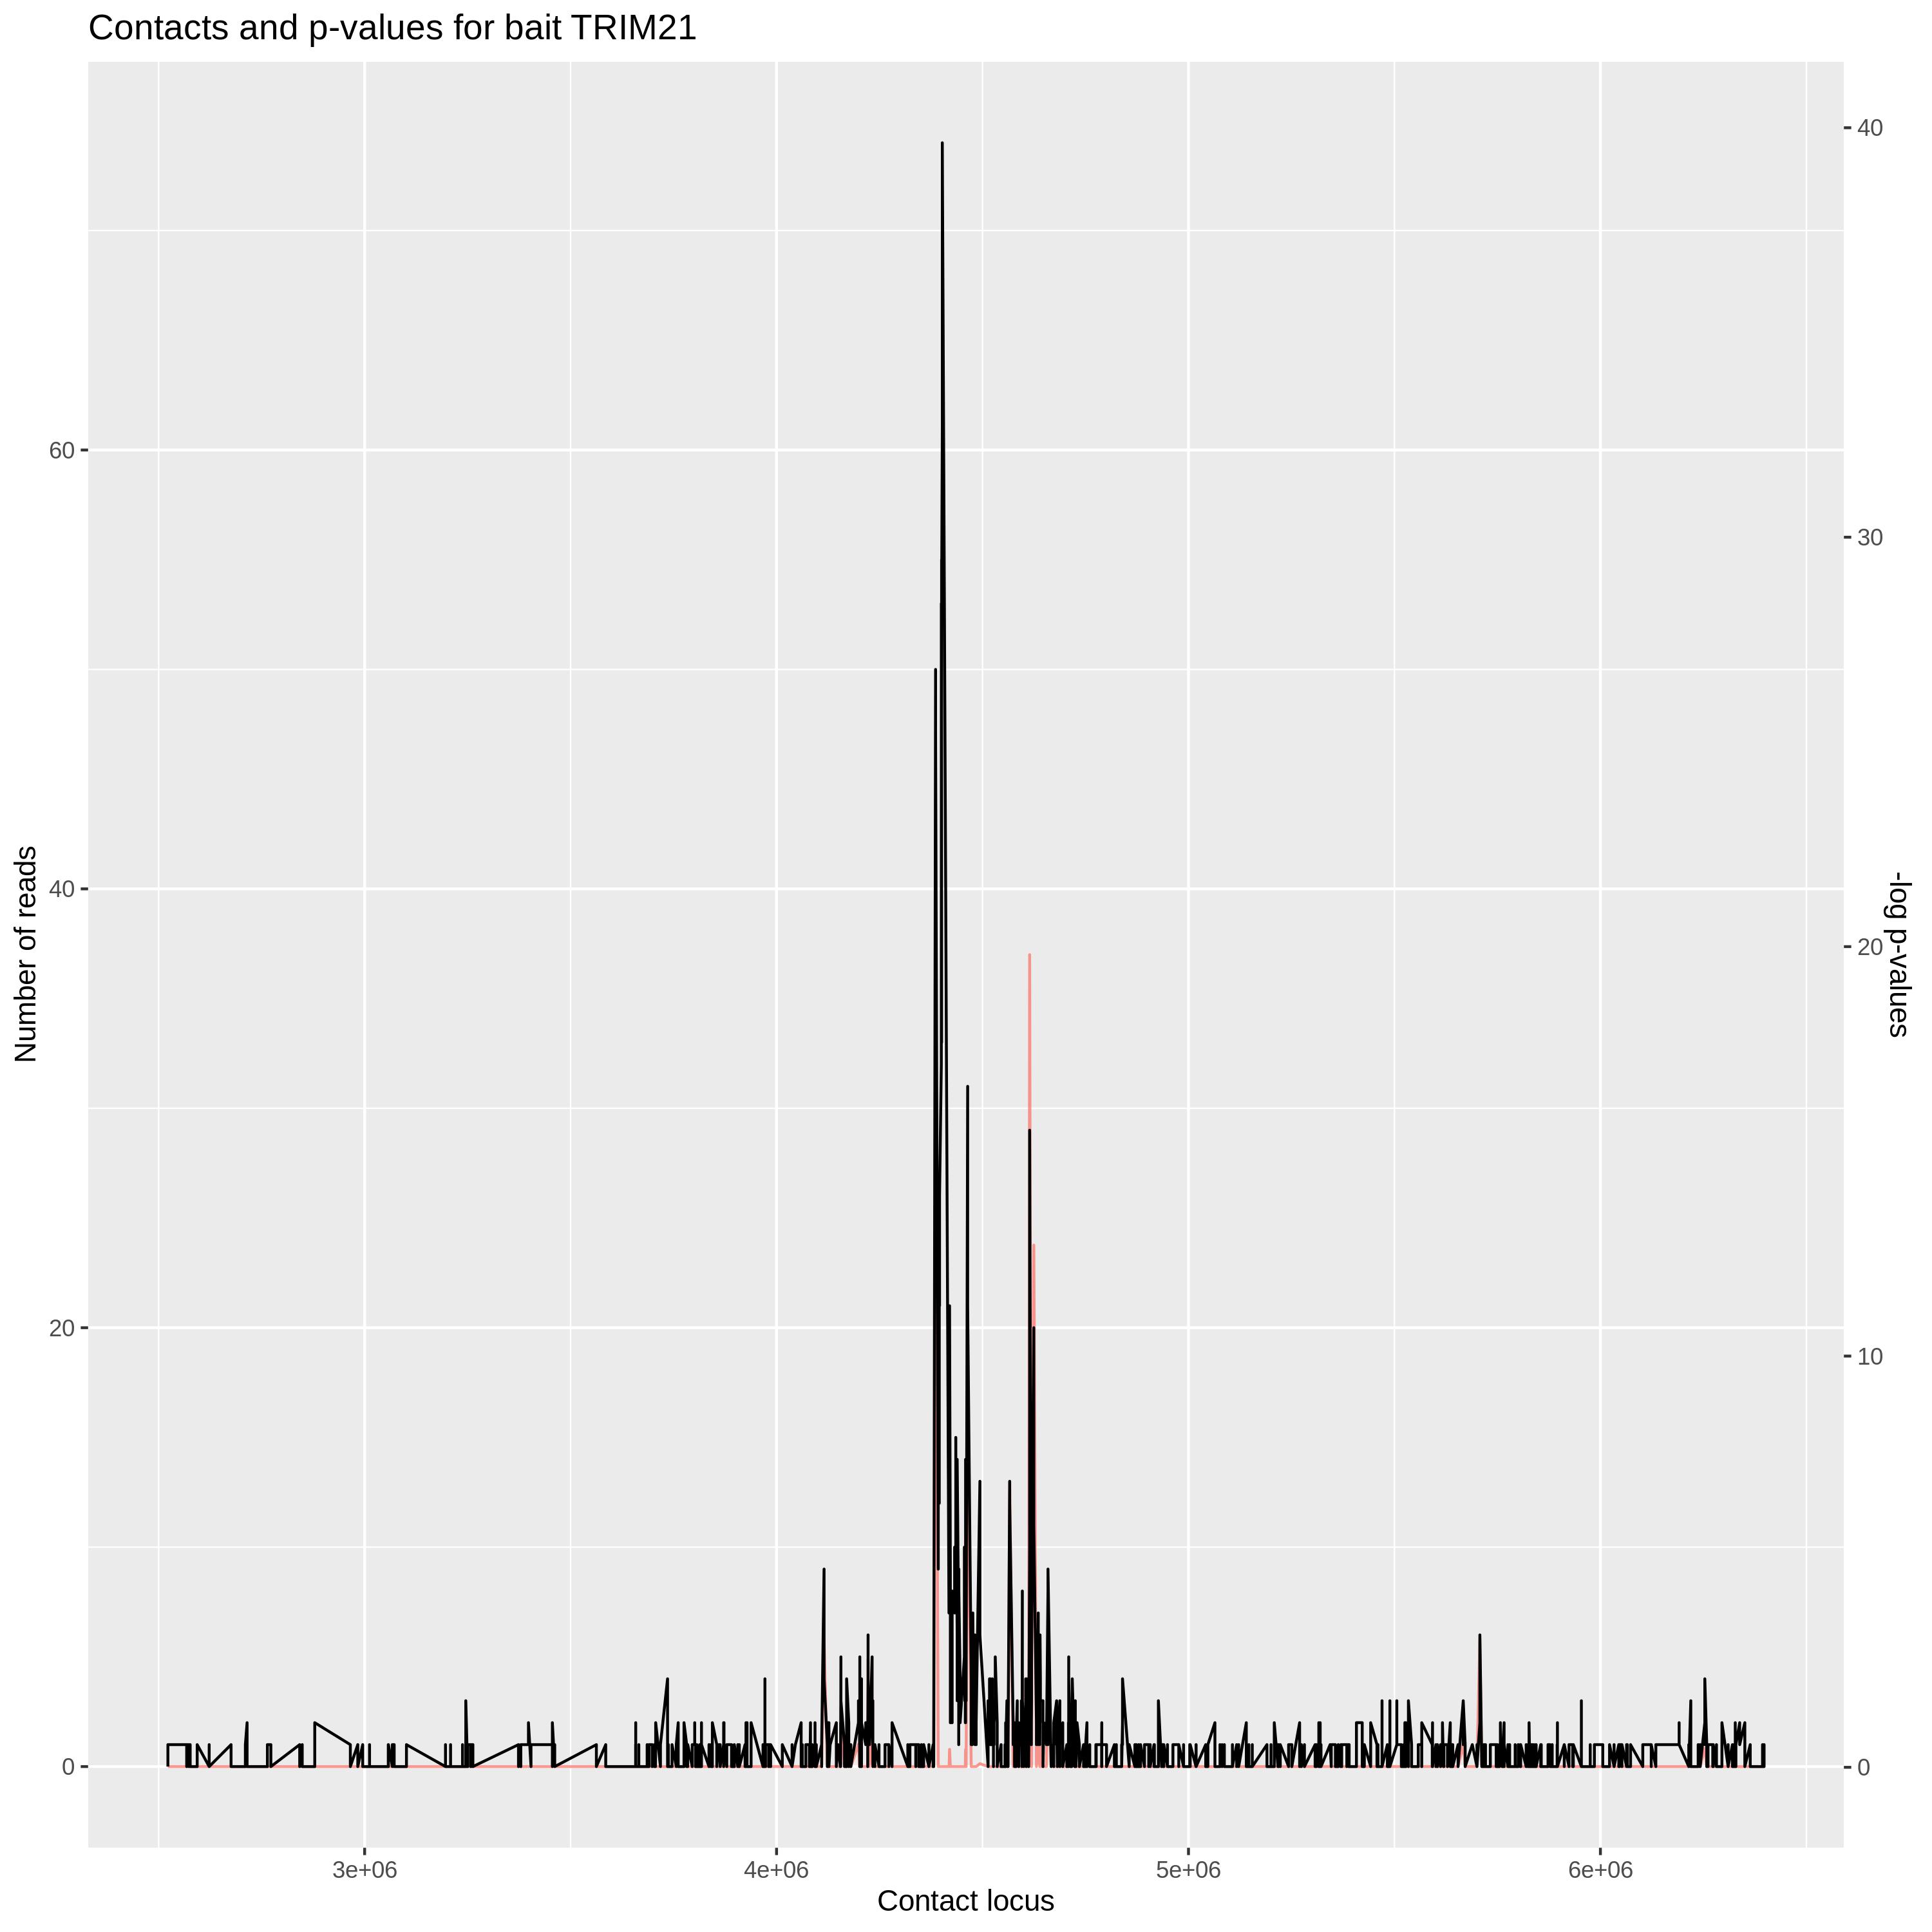 Contacts and p-values for bait TRIM21
Number of reads
60
40
20
0
40
30
20
10
0
-log p-values
3e+06
4e+06
5e+06
6e+06
Contact locus